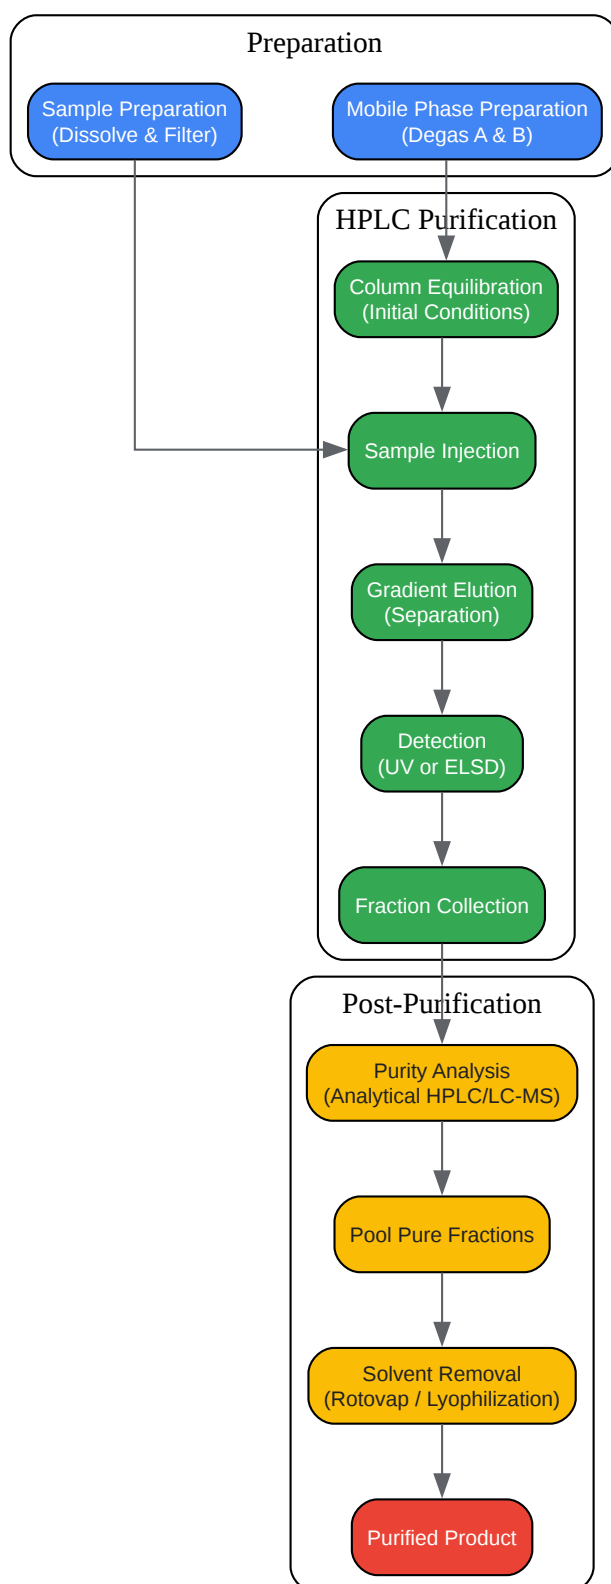 Preparation
Sample Preparation
(Dissolve & Filter)
Mobile Phase Preparation
(Degas A & B)
HPLC Purification
Column Equilibration
(Initial Conditions)
Sample Injection
Gradient Elution
(Separation)
Detection
(UV or ELSD)
Fraction Collection
Post-Purification
Purity Analysis
(Analytical HPLC/LC-MS)
Pool Pure Fractions
Solvent Removal
(Rotovap / Lyophilization)
Purified Product